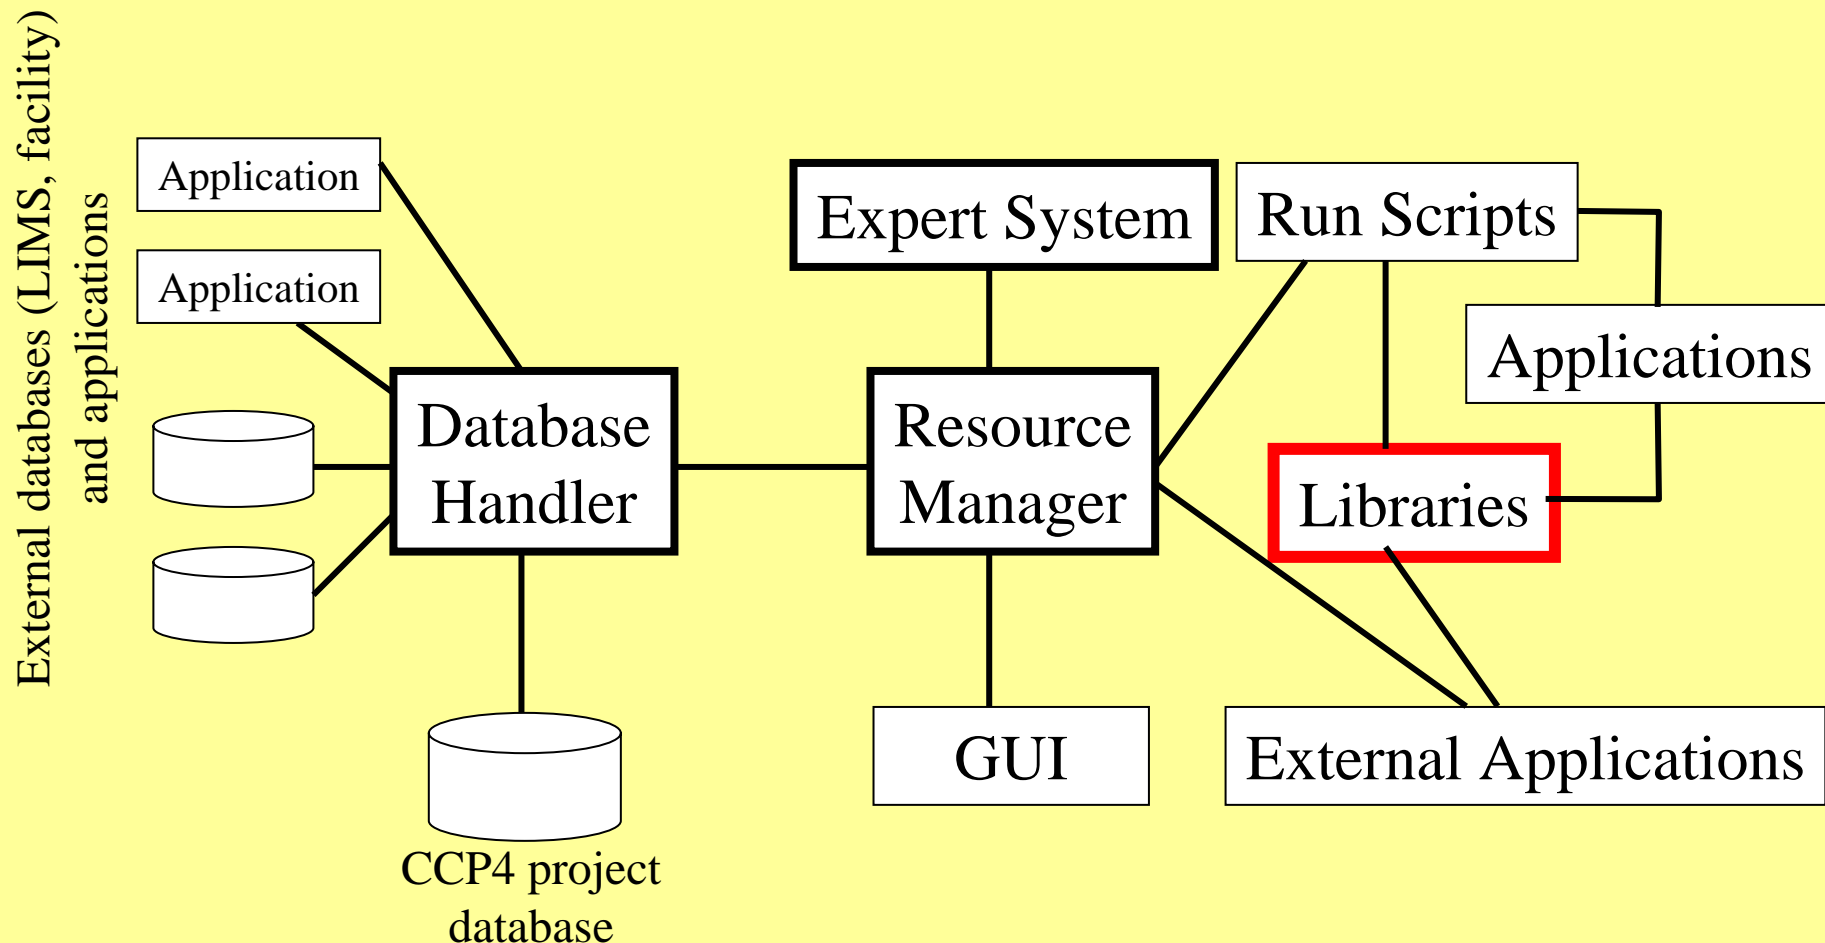 External databases (LIMS, facility)
and applications
Application
Application
Database
Handler
CCP4 project
database
Expert System
Resource
Manager
GUI
Run Scripts
Applications
Libraries
External Applications